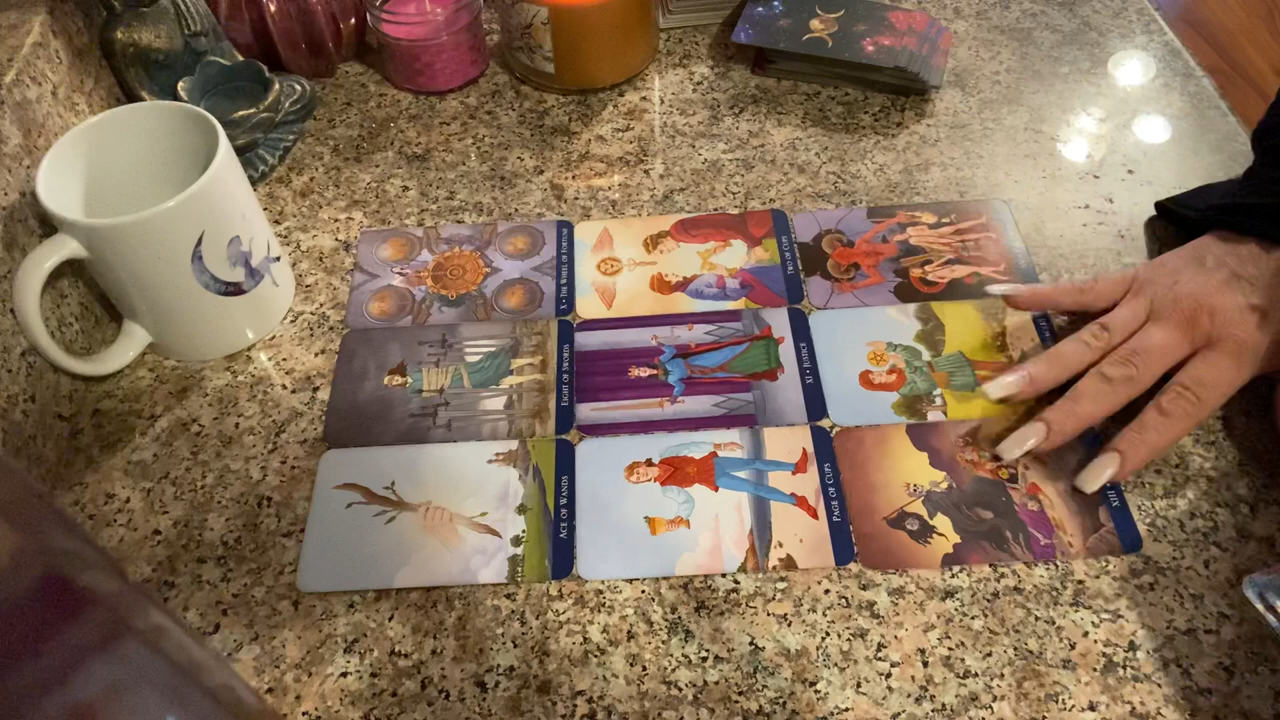 X • THE WHEEL OF FORTUNE
TWO OF CUPS
EIGHT OF SWORDS
XI • JUSTICE
ACE OF WANDS
PAGE OF CUPS
XIII